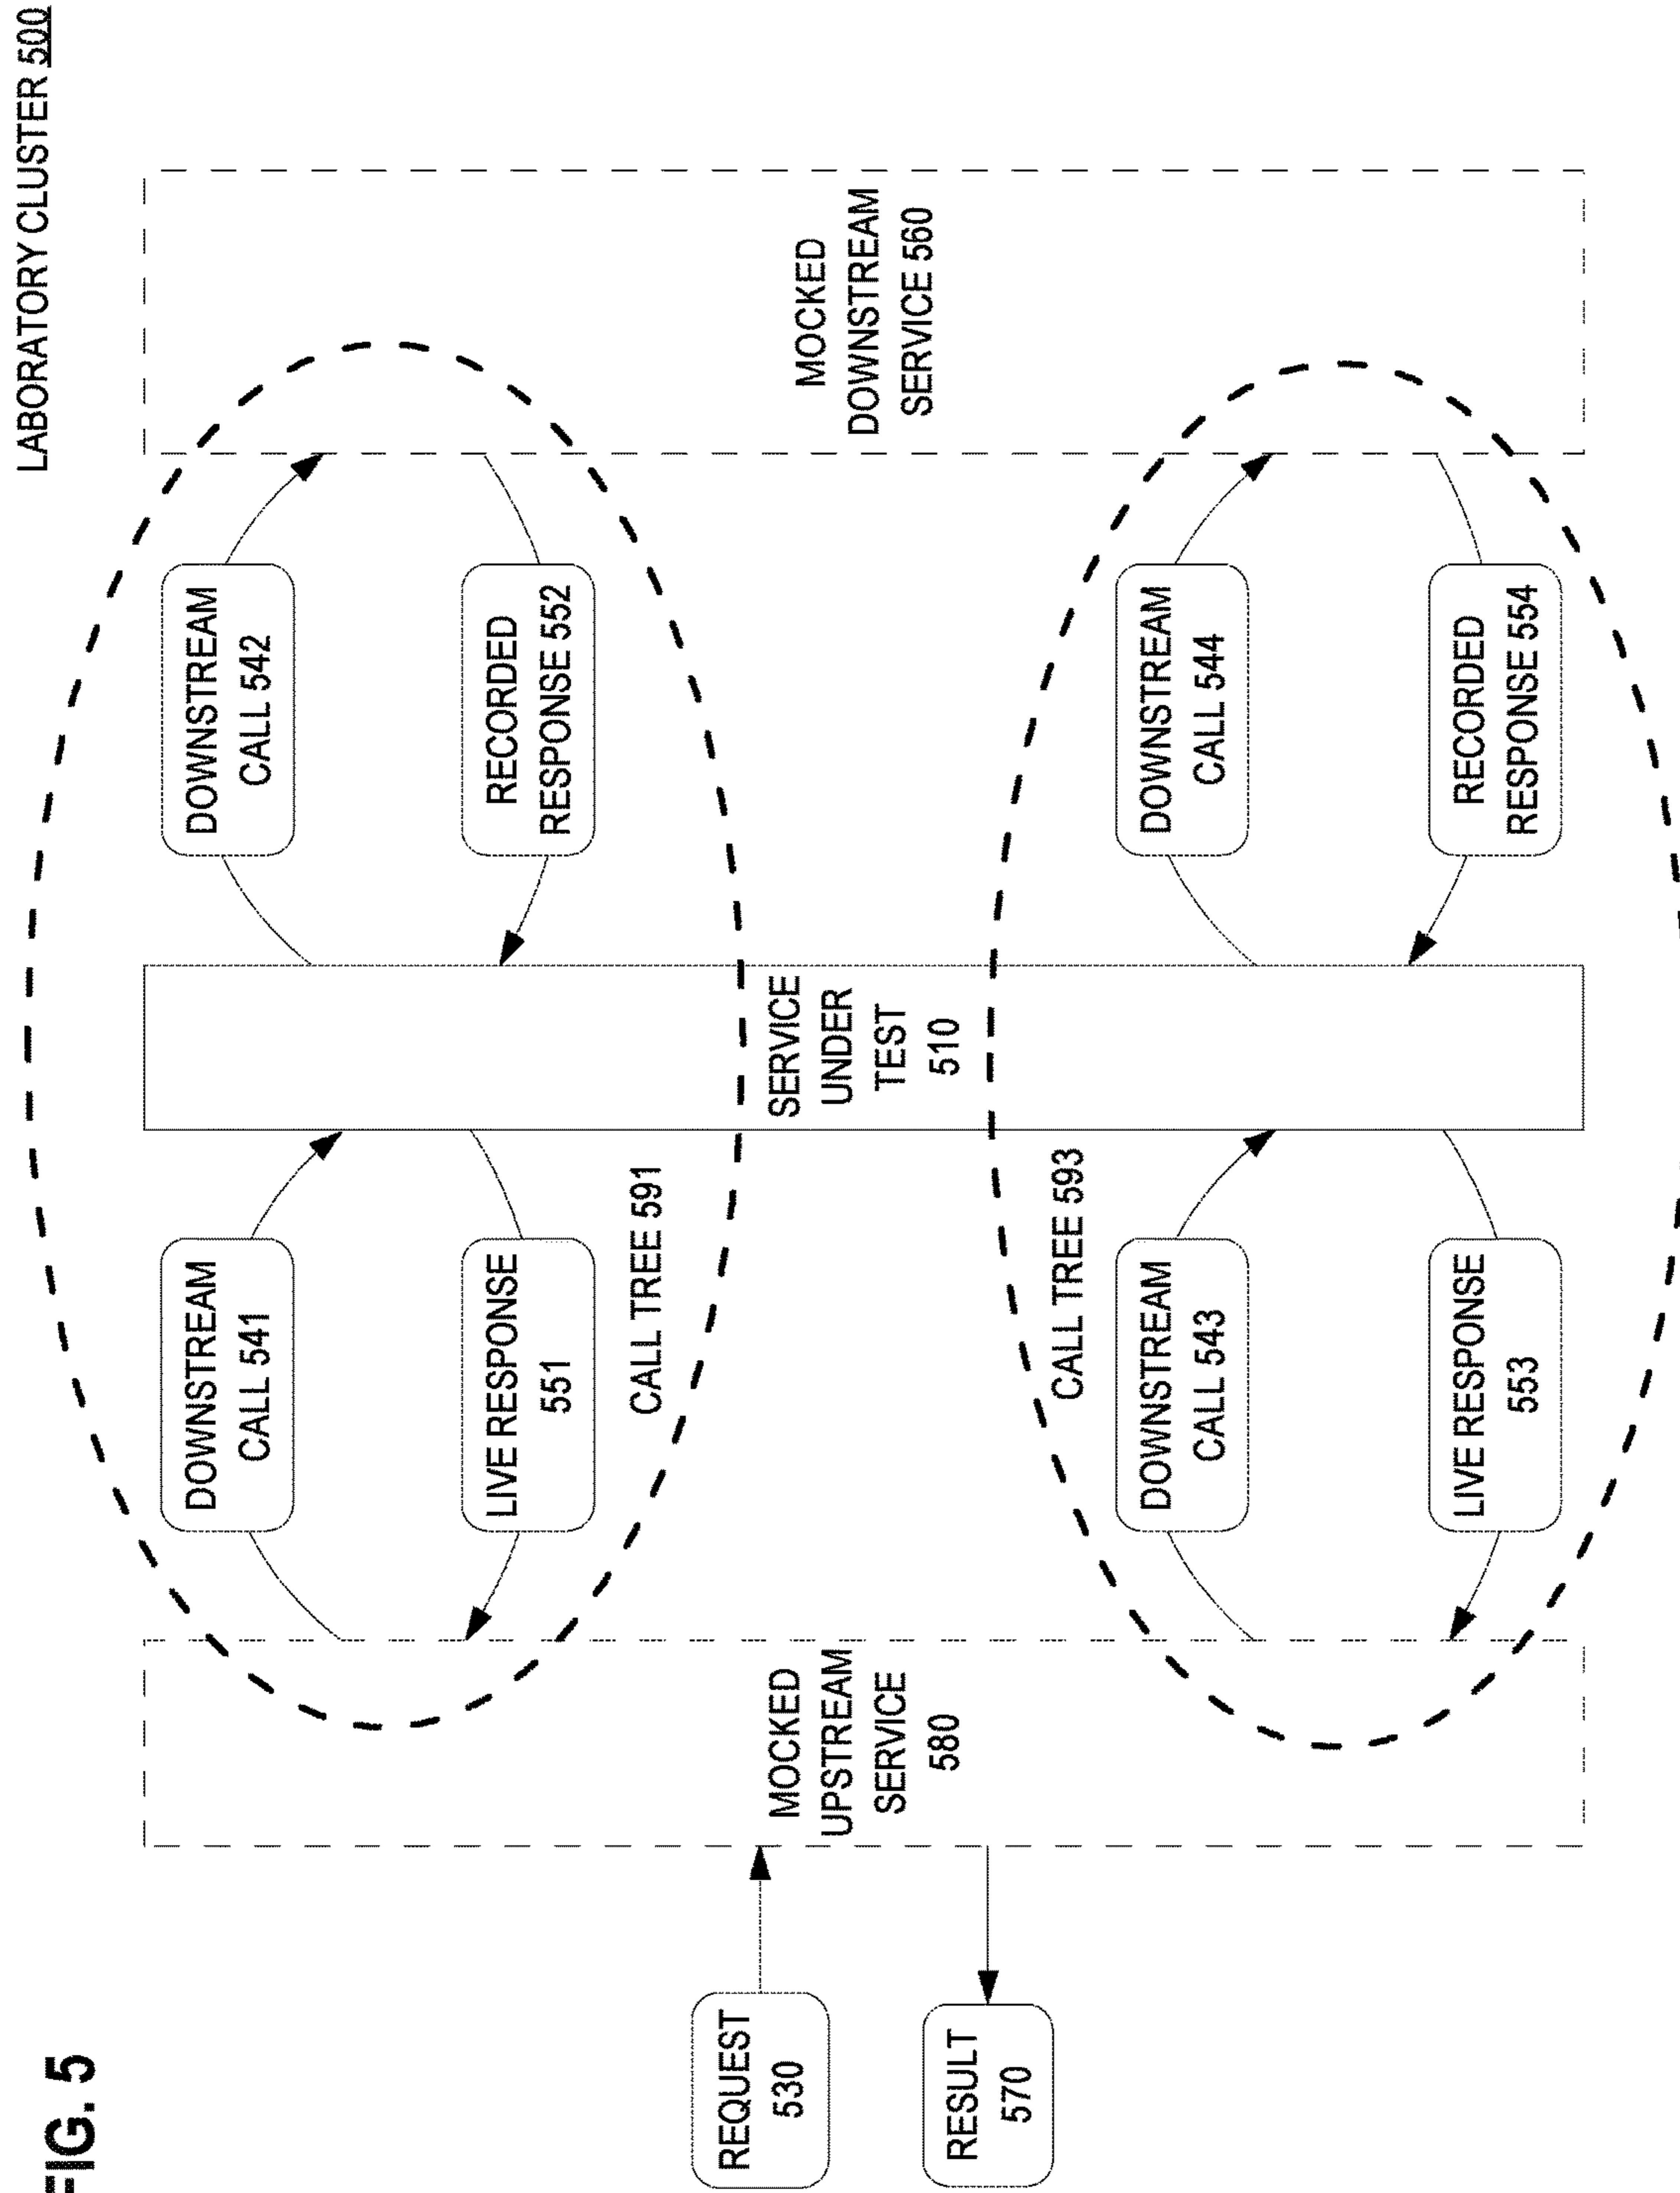 FIG. 5
LABORATORY CLUSTER 500
REQUEST
530
RESULT
570
MOCKED
UPSTREAM
SERVICE
580
DOWNSTREAM
CALL 541
LIVE RESPONSE
551
CALL TREE 591
SERVICE
UNDER
TEST
510
DOWNSTREAM
CALL 542
RECORDED
RESPONSE 552
MOCKED
DOWNSTREAM
SERVICE 560
CALL TREE 593
DOWNSTREAM
CALL 543
LIVE RESPONSE
553
DOWNSTREAM
CALL 544
RECORDED
RESPONSE 554